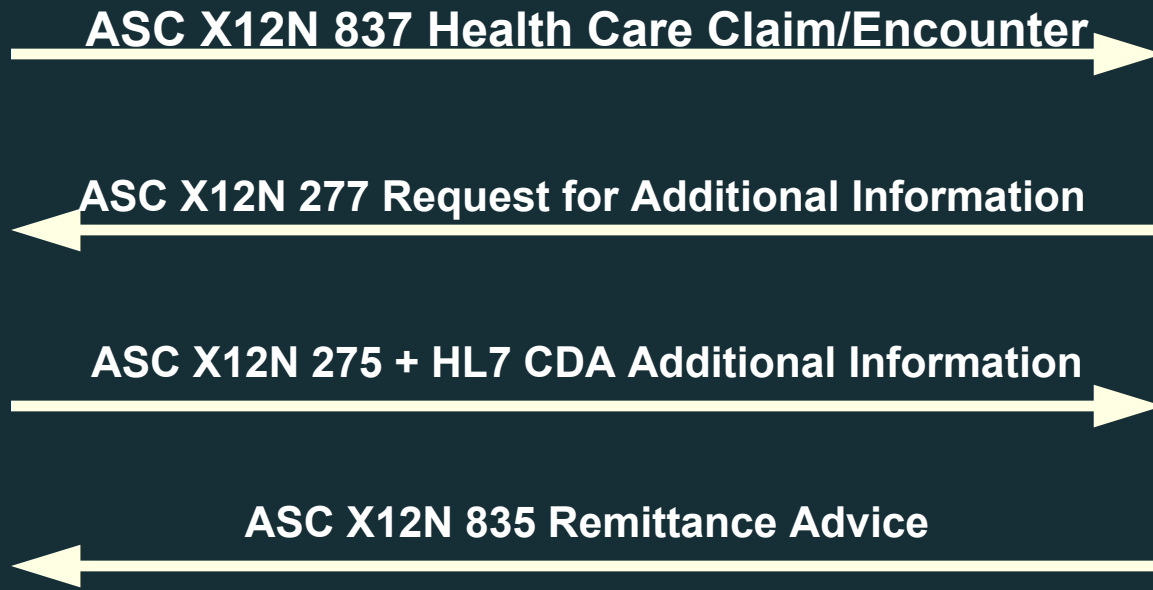 ASC X12N 837 Health Care Claim/Encounter
ASC X12N 277 Request for Additional Information
ASC X12N 275 + HL7 CDA Additional Information
ASC X12N 835 Remittance Advice